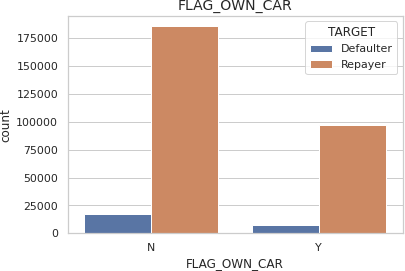 FLAG_OWN_CAR
TARGET
Defaulter
Repayer
175000
150000
125000
100000
75000
50000
25000
0
count
N
Y
FLAG_OWN_CAR